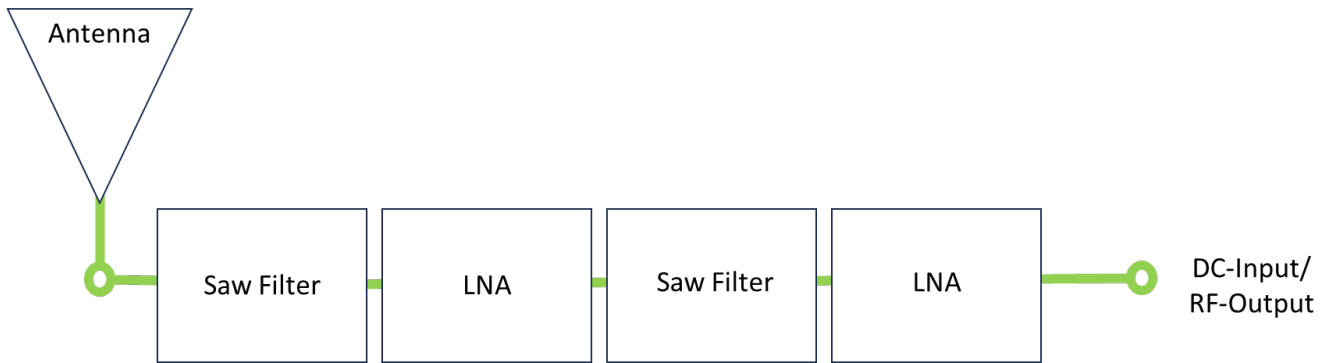 Antenna
Saw Filter
LNA
Saw Filter
LNA
DC-Input/
RF-Output